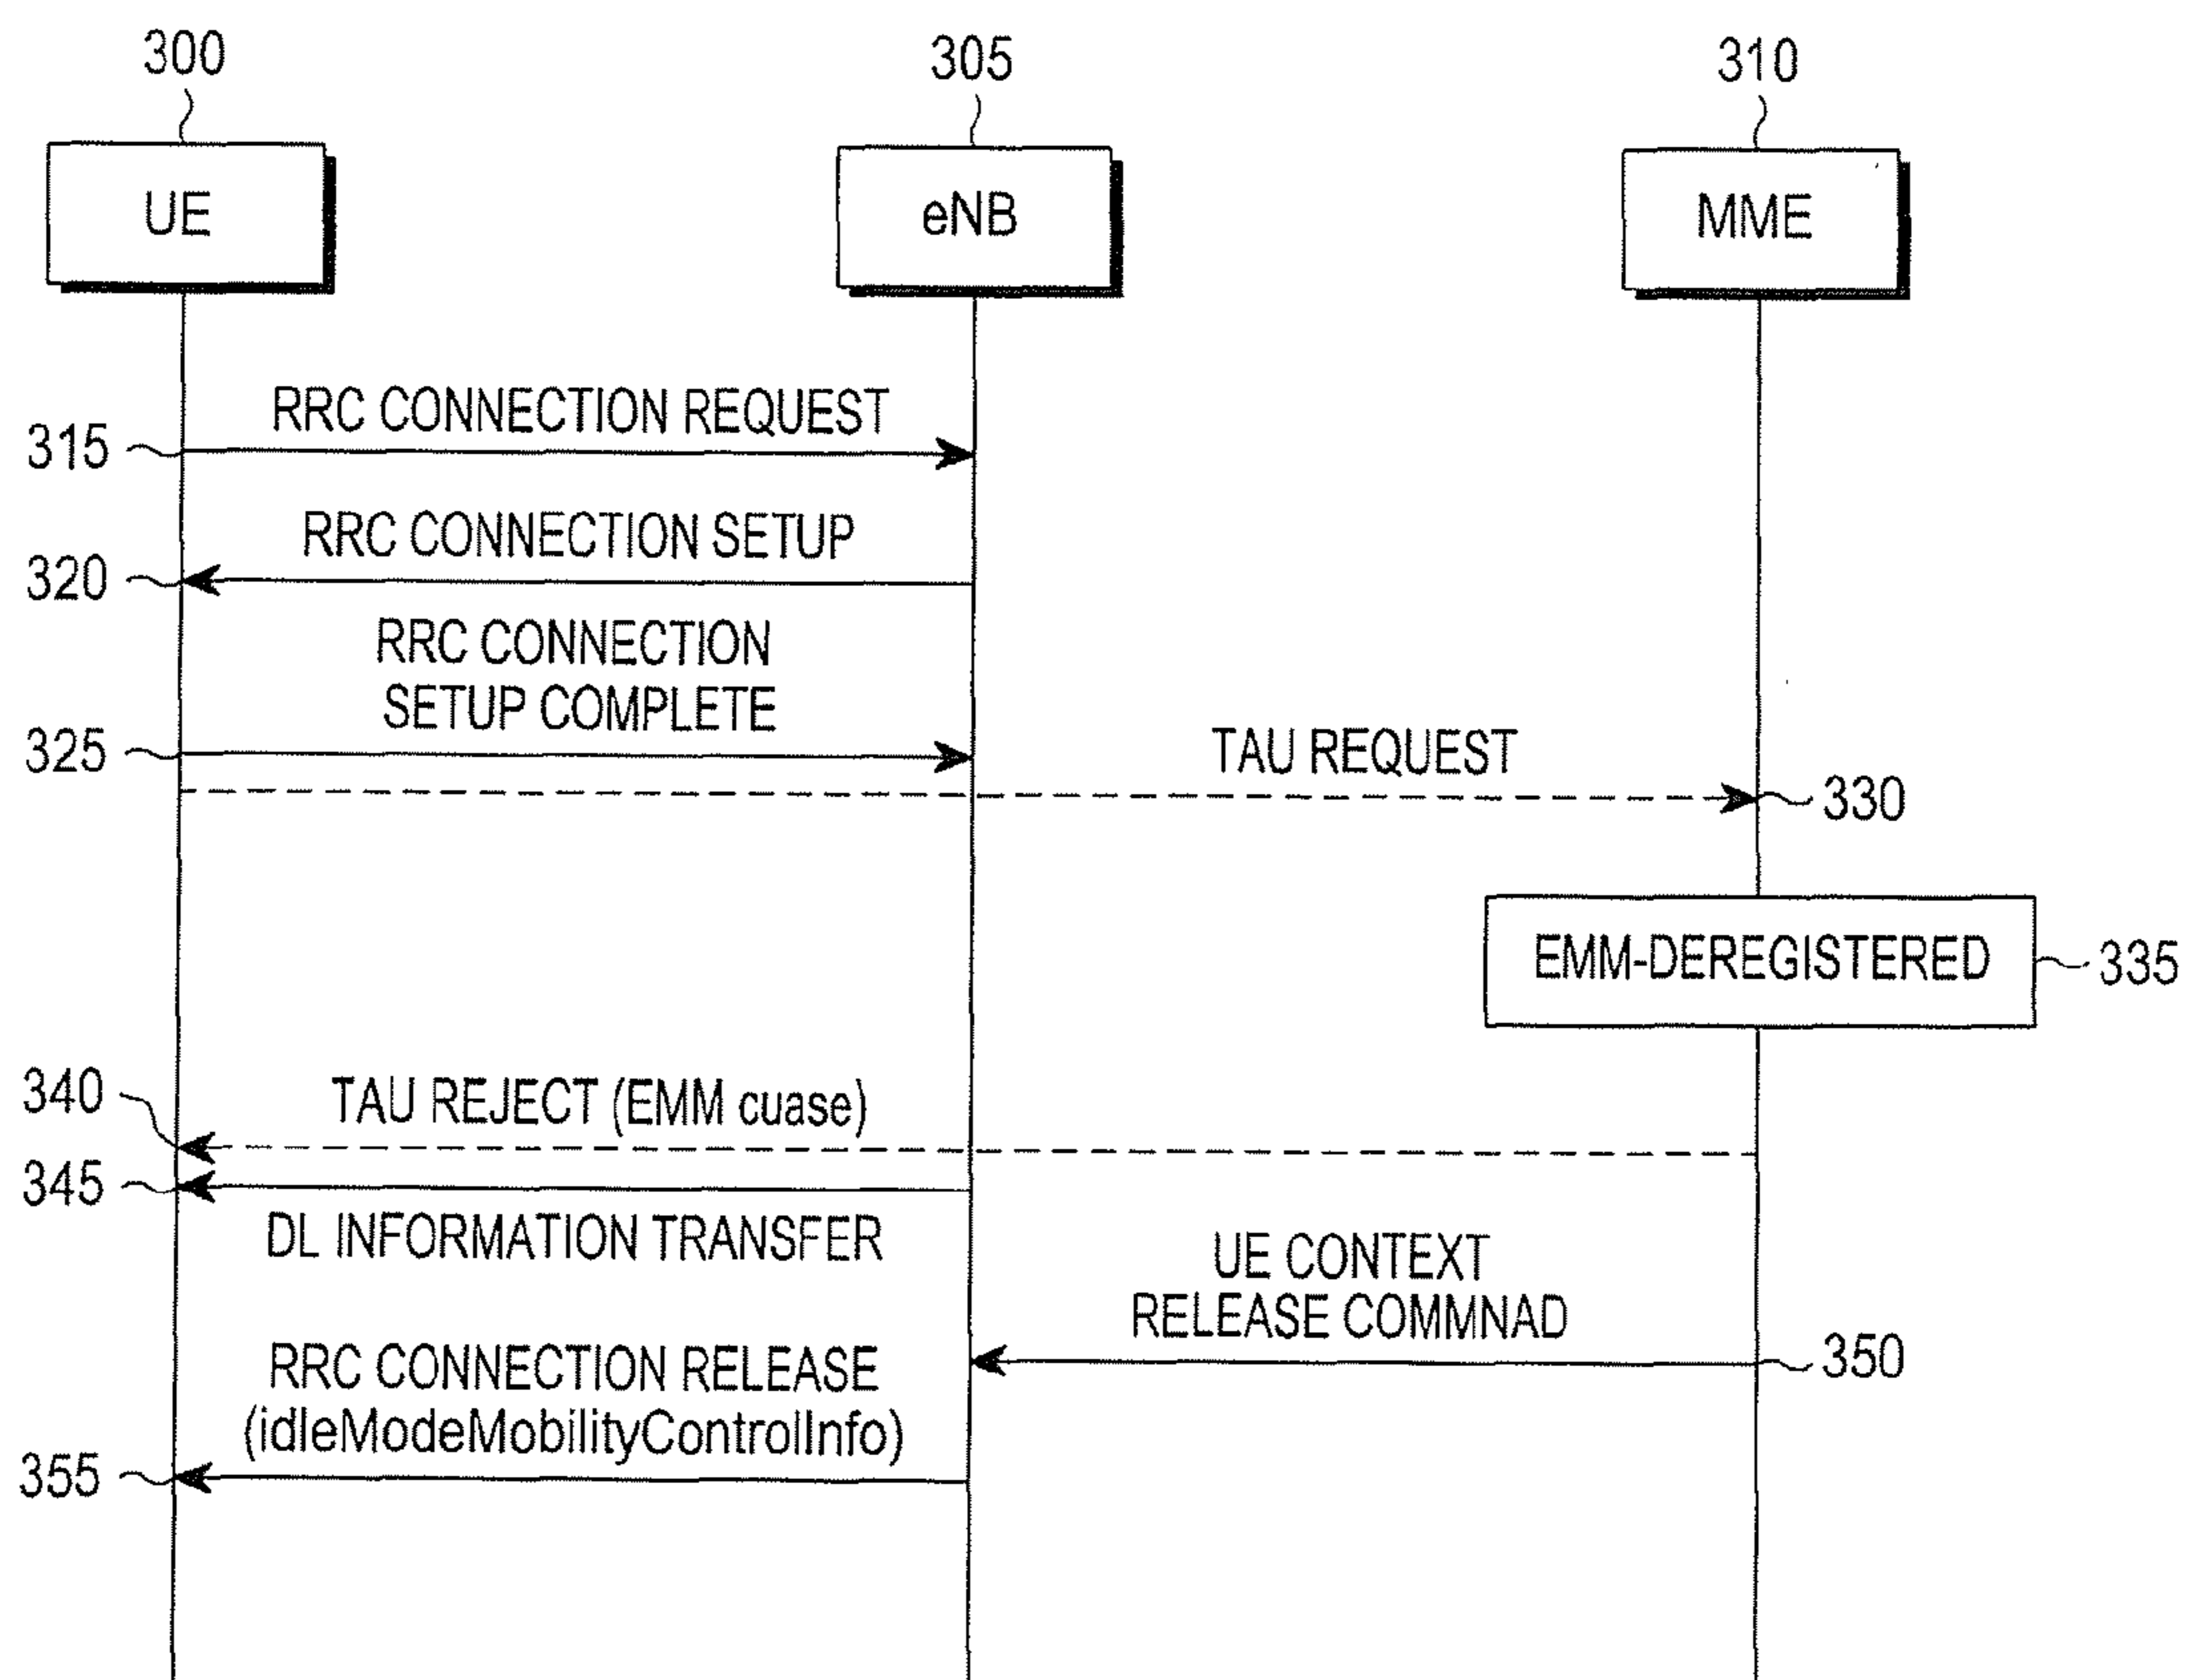 300
305
310
UE
eNB
MME
RRC CONNECTION REQUEST
315
RRC CONNECTION SETUP
320
RRC CONNECTION
SETUP COMPLETE
325
TAU REQUEST
330
EMM-DEREGISTERED
335
340
TAU REJECT (EMM cuase)
345
DL INFORMATION TRANSFER
UE CONTEXT
RELEASE COMMNAD
350
RRC CONNECTION RELEASE
(idleModeMobilityControlInfo)
355